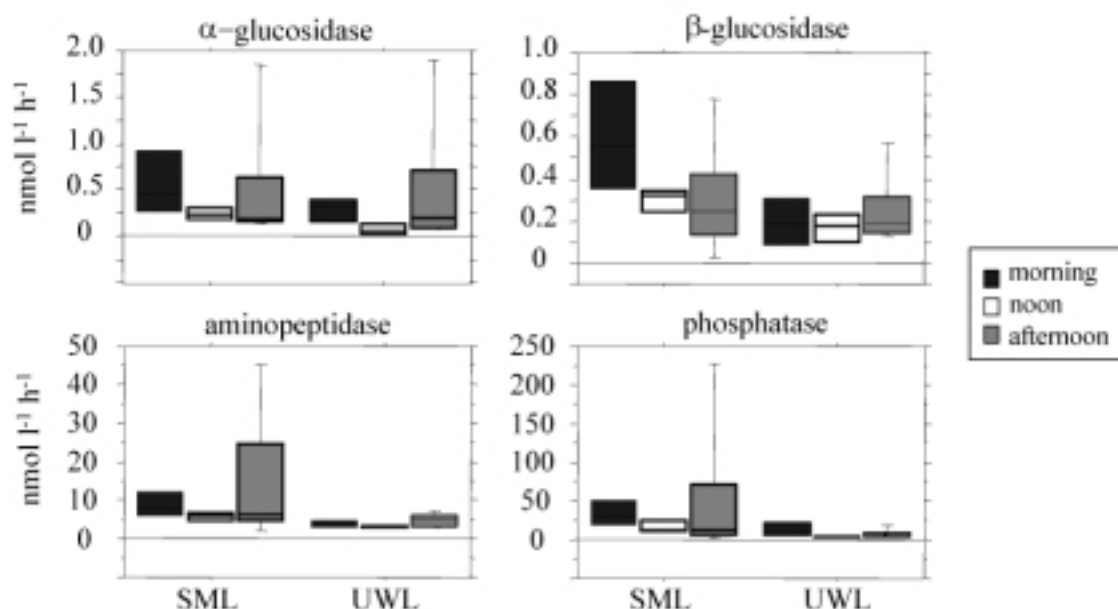 α–glucosidase
β-glucosidase
2.0
1.5
1.0
0.5
0
nmol l⁻¹ h⁻¹
1.0
0.8
0.6
0.4
0.2
0
aminopeptidase
phosphatase
50
40
30
20
10
0
nmol l⁻¹ h⁻¹
SML UWL
250
200
150
100
50
0
SML UWL
morning
noon
afternoon